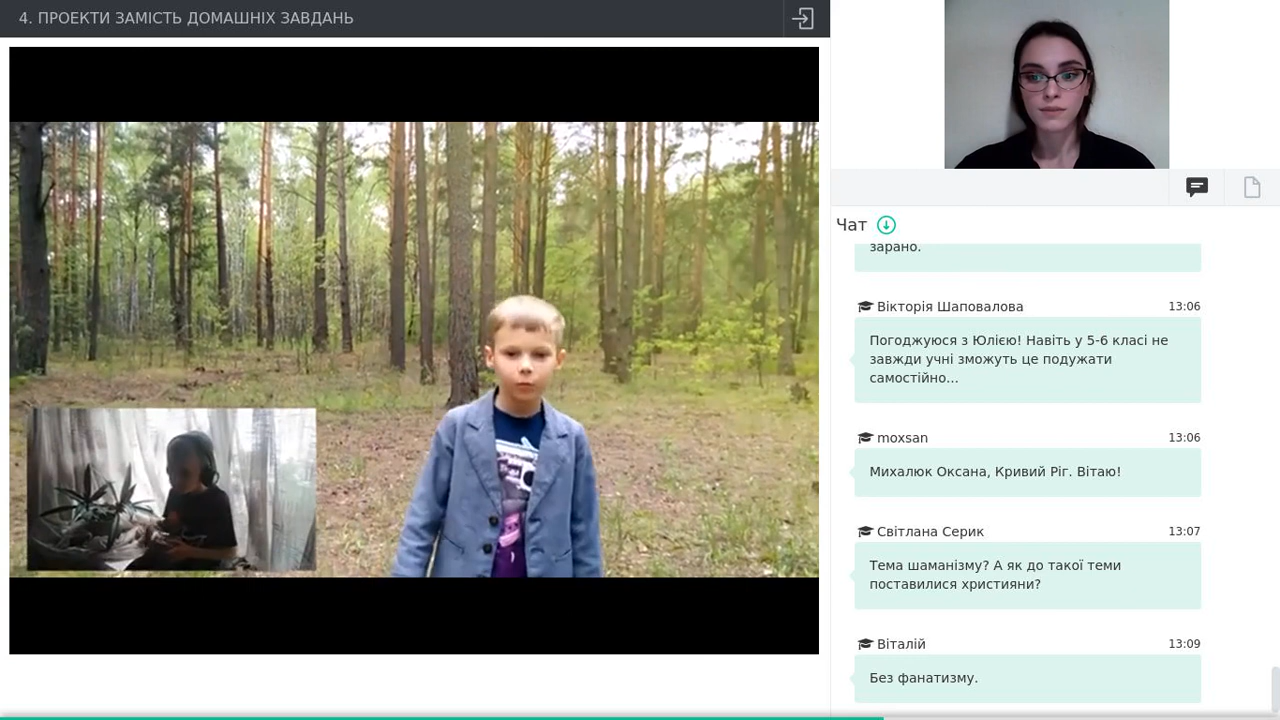 4. ПРОЕКТИ ЗАМІСТЬ ДОМАШНІХ ЗАВДАНЬ
Чат
зарано.
Вікторія Шаповалова 13:06
Погоджуюся з Юлією! Навіть у 5-6 класі не
завжди учні зможуть це подужати
самостійно...
moxsan 13:06
Михалюк Оксана, Кривий Ріг. Вітаю!
Світлана Серик 13:07
Тема шаманізму? А як до такої теми
поставилися християни?
Віталій 13:09
Без фанатизму.